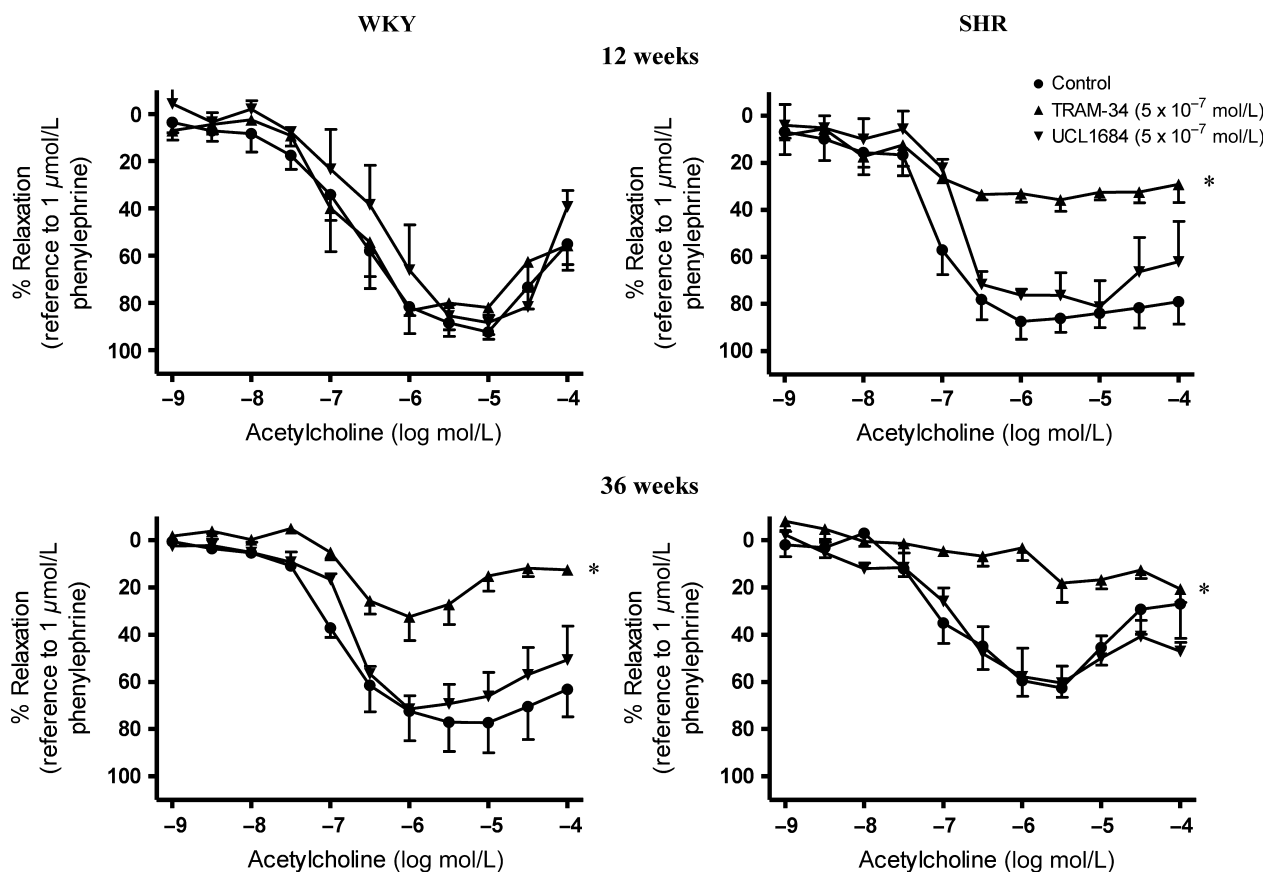 WKY
SHR
12 weeks
Control
TRAM-34 (5 x 10⁻⁷ mol/L)
UCL1684 (5 x 10⁻⁷ mol/L)
% Relaxation
(reference to 1 µmol/L
phenylephrine)
0
20
40
60
80
100
–9
–8
–7
–6
–5
–4
Acetylcholine (log mol/L)
% Relaxation
(reference to 1 µmol/L
phenylephrine)
0
20
40
60
80
100
*
–9
–8
–7
–6
–5
–4
Acetylcholine (log mol/L)
36 weeks
% Relaxation
(reference to 1 µmol/L
phenylephrine)
0
20
40
60
80
100
*
–9
–8
–7
–6
–5
–4
Acetylcholine (log mol/L)
% Relaxation
(reference to 1 µmol/L
phenylephrine)
0
20
40
60
80
100
*
–9
–8
–7
–6
–5
–4
Acetylcholine (log mol/L)